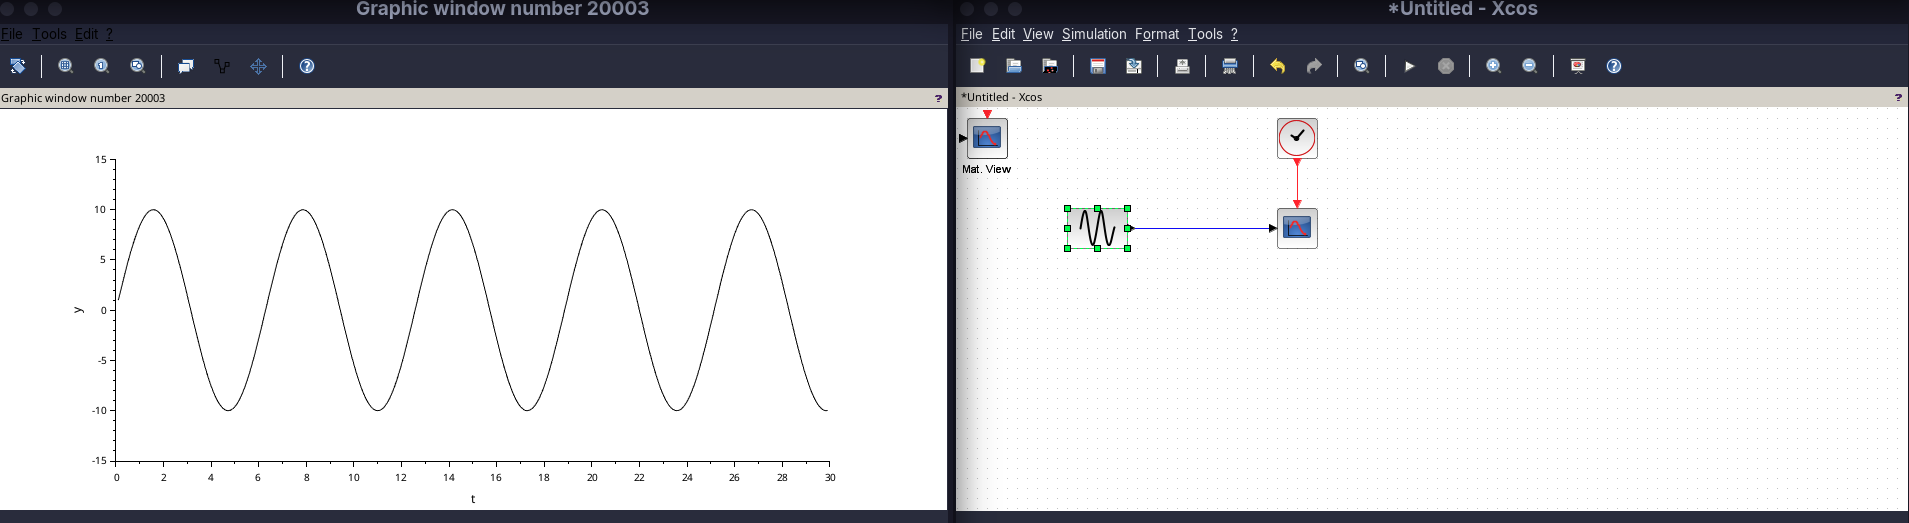 Graphic window number 20003
File Tools Edit ?
Graphic window number 20003 ?
15
10
5
0
-5
-10
-15
y
0 2 4 6 8 10 12 14 16 18 20 22 24 26 28 30
t
*Untitled - Xcos
File Edit View Simulation Format Tools ?
*Untitled - Xcos ?
Mat. View